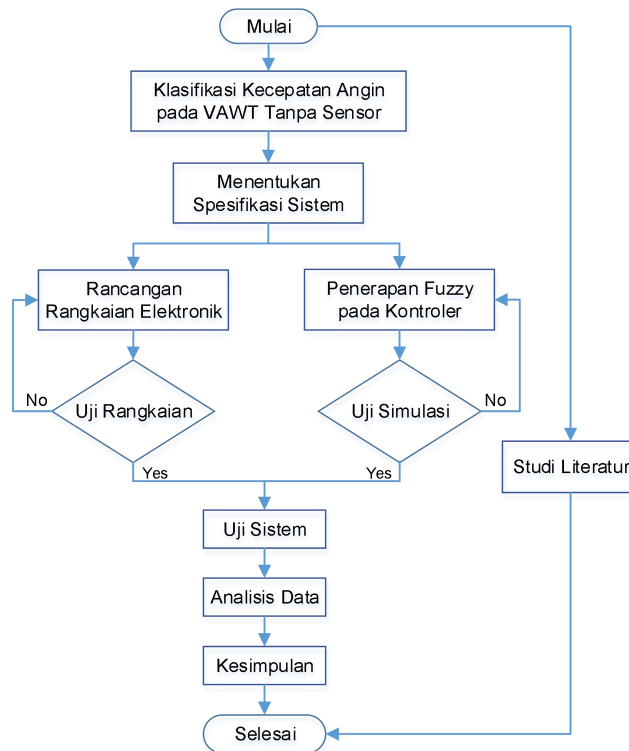 Mulai
Klasifikasi Kecepatan Angin
pada VAWT Tanpa Sensor
Menentukan
Spesifikasi Sistem
Rancangan
Rangkaian Elektronik
Penerapan Fuzzy
pada Kontroler
No
Uji Rangkaian
Uji Simulasi
No
Yes
Yes
Studi Literatur
Uji Sistem
Analisis Data
Kesimpulan
Selesai